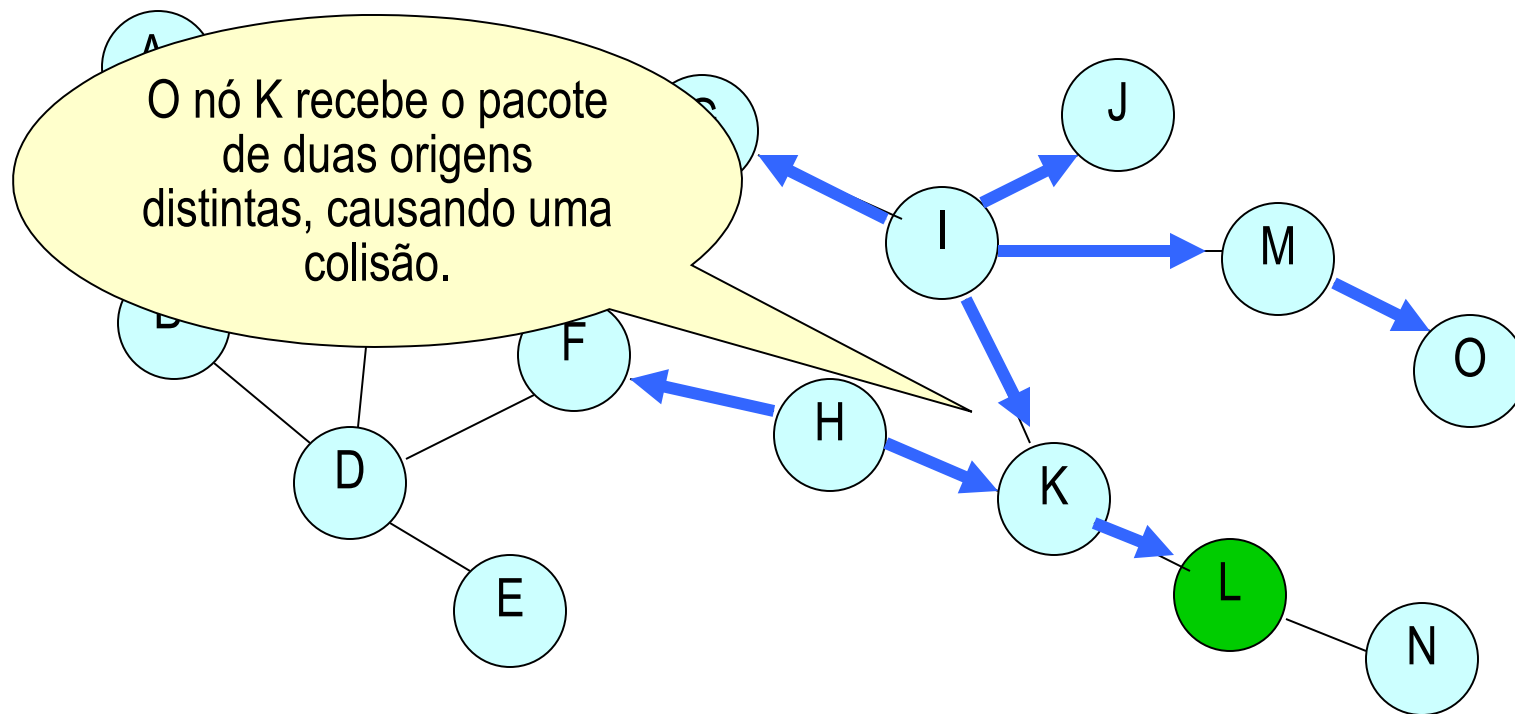 A
O nó K recebe o pacote
de duas origens
distintas, causando uma
colisão.
J
I
M
B
F
O
H
D
K
E
L
N